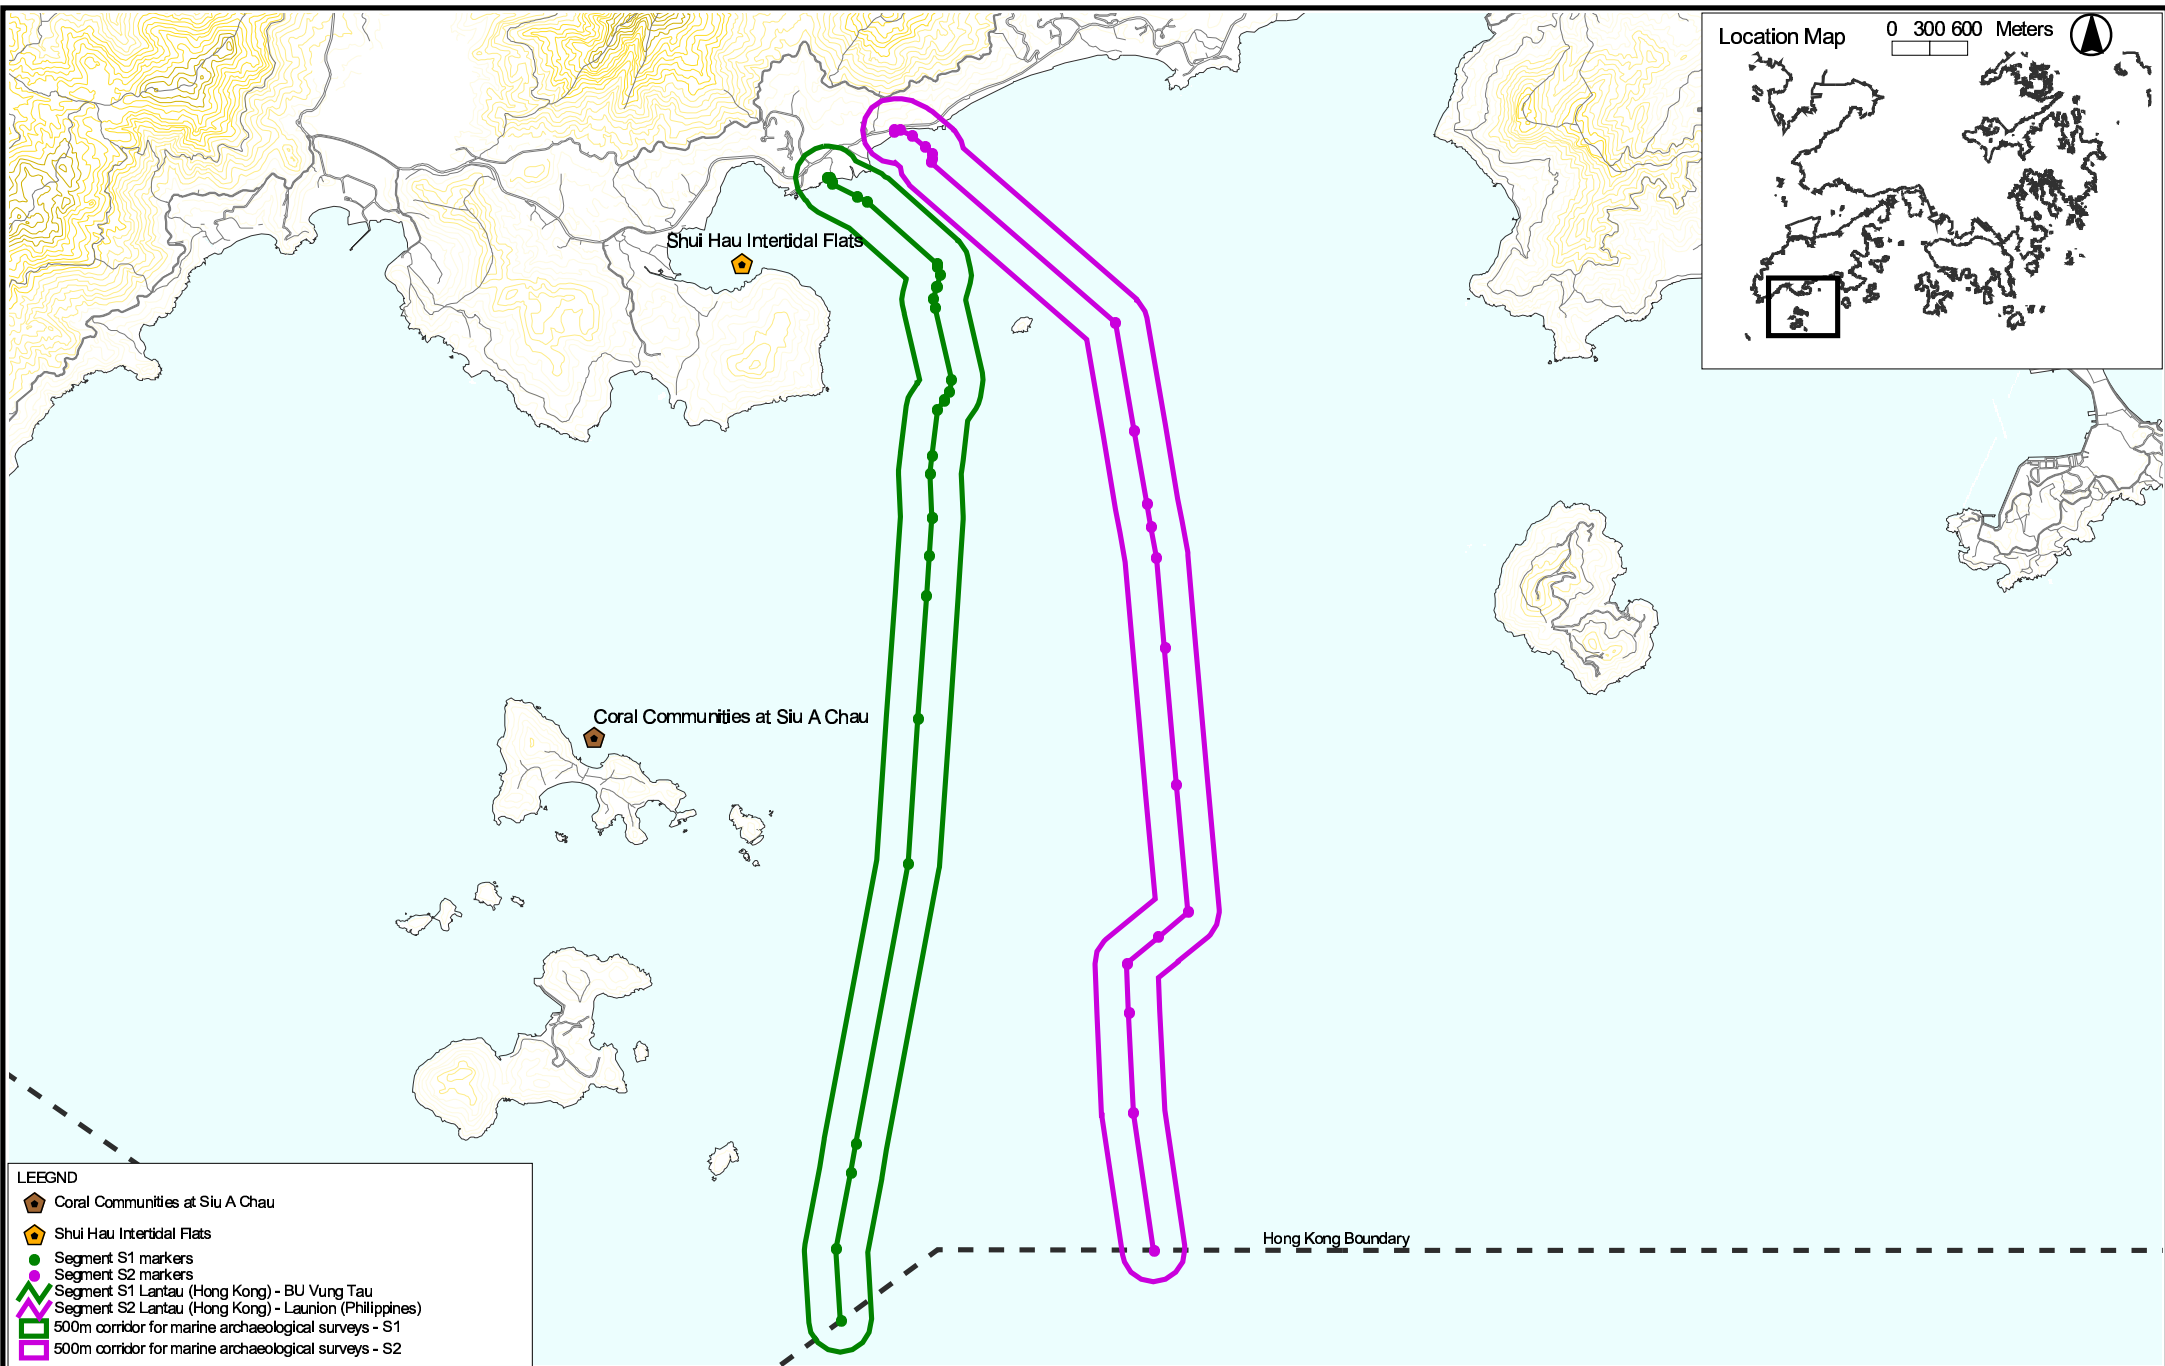 Location Map
0 300 600 Meters
Shui Hau Intertidal Flats
Coral Communities at Siu A Chau
Hong Kong Boundary
LEEGND
Coral Communities at Siu A Chau
Shui Hau Intertidal Flats
Segment S1 markers
Segment S2 markers
Segment S1 Lantau (Hong Kong) - BU Vung Tau
Segment S2 Lantau (Hong Kong) - Launion (Philippines)
500m corridor for marine archaeological surveys - S1
500m corridor for marine archaeological surveys - S2